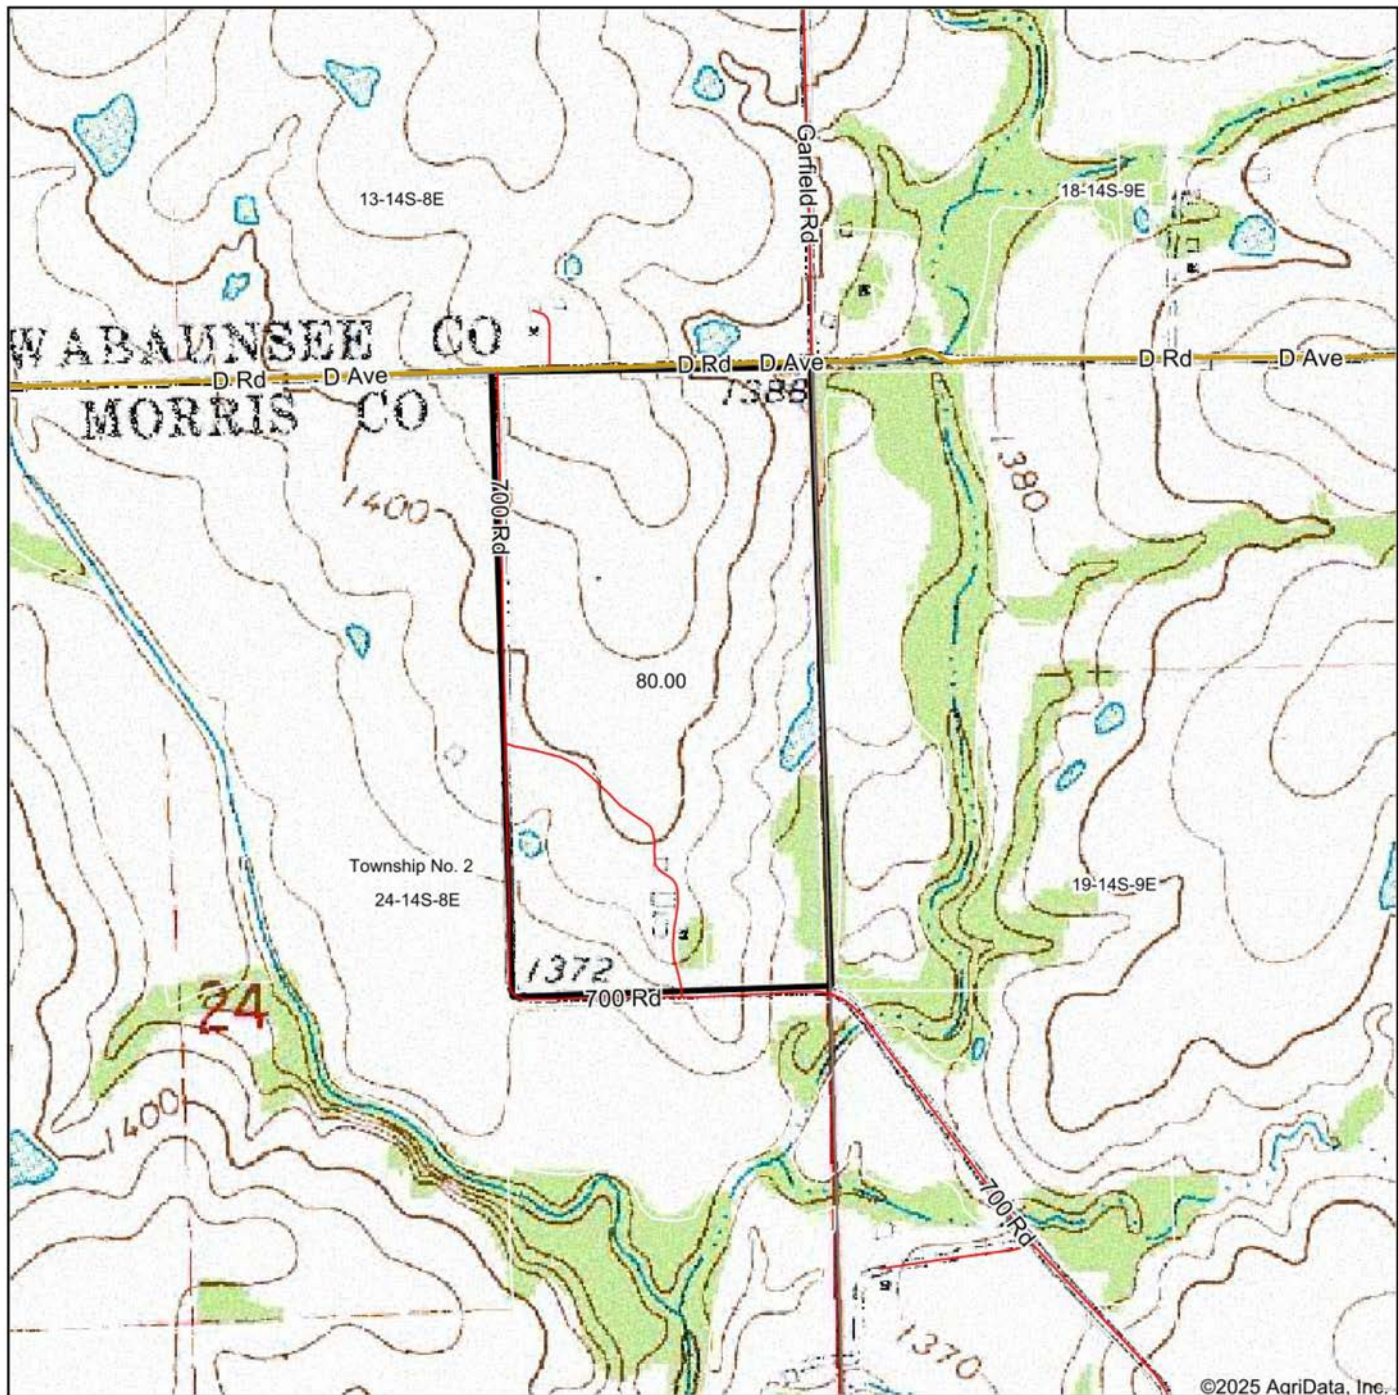 Garfield Rd
13-14S-8E
18-14S-9E
WABAUNSEE CO
D Rd
D Ave
D Rd
D Ave
D Rd
D Ave
MORRIS CO
1388
1400
700 Rd
1380
80.00
Township No. 2
24-14S-8E
19-14S-9E
1372
700 Rd
24
1400
700 Rd
1370
©2025 AgriData, Inc.